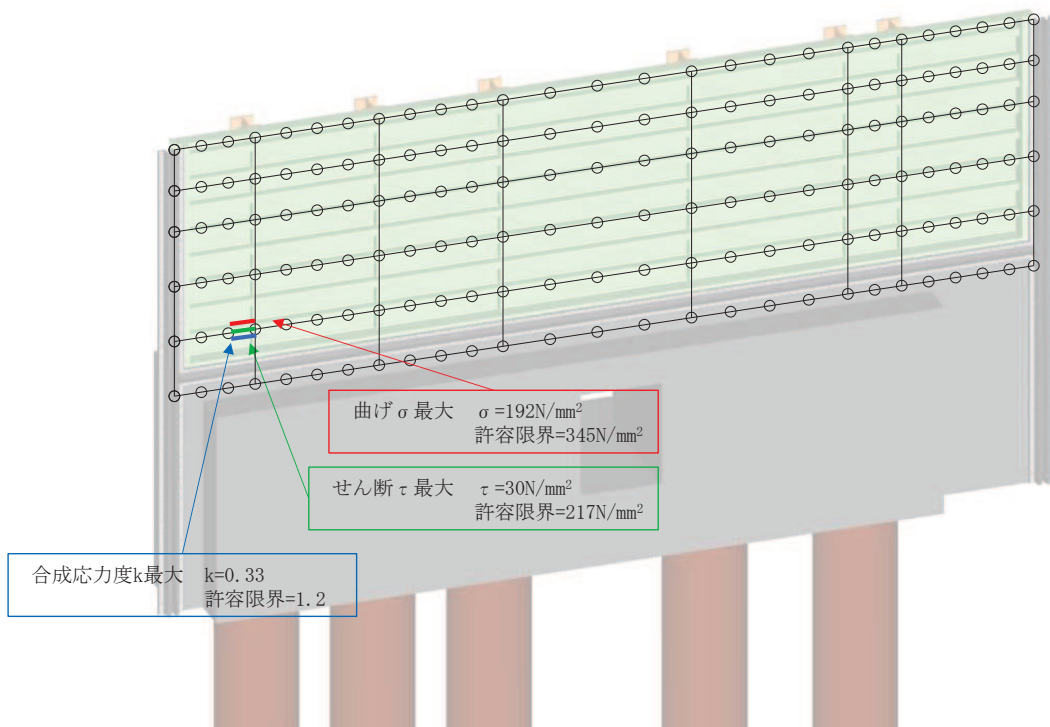 曲げσ最大 σ=192N/mm²
許容限界=345N/mm²
せん断τ最大 τ=30N/mm²
許容限界=217N/mm²
合成応力度k最大 k=0.33
許容限界=1.2